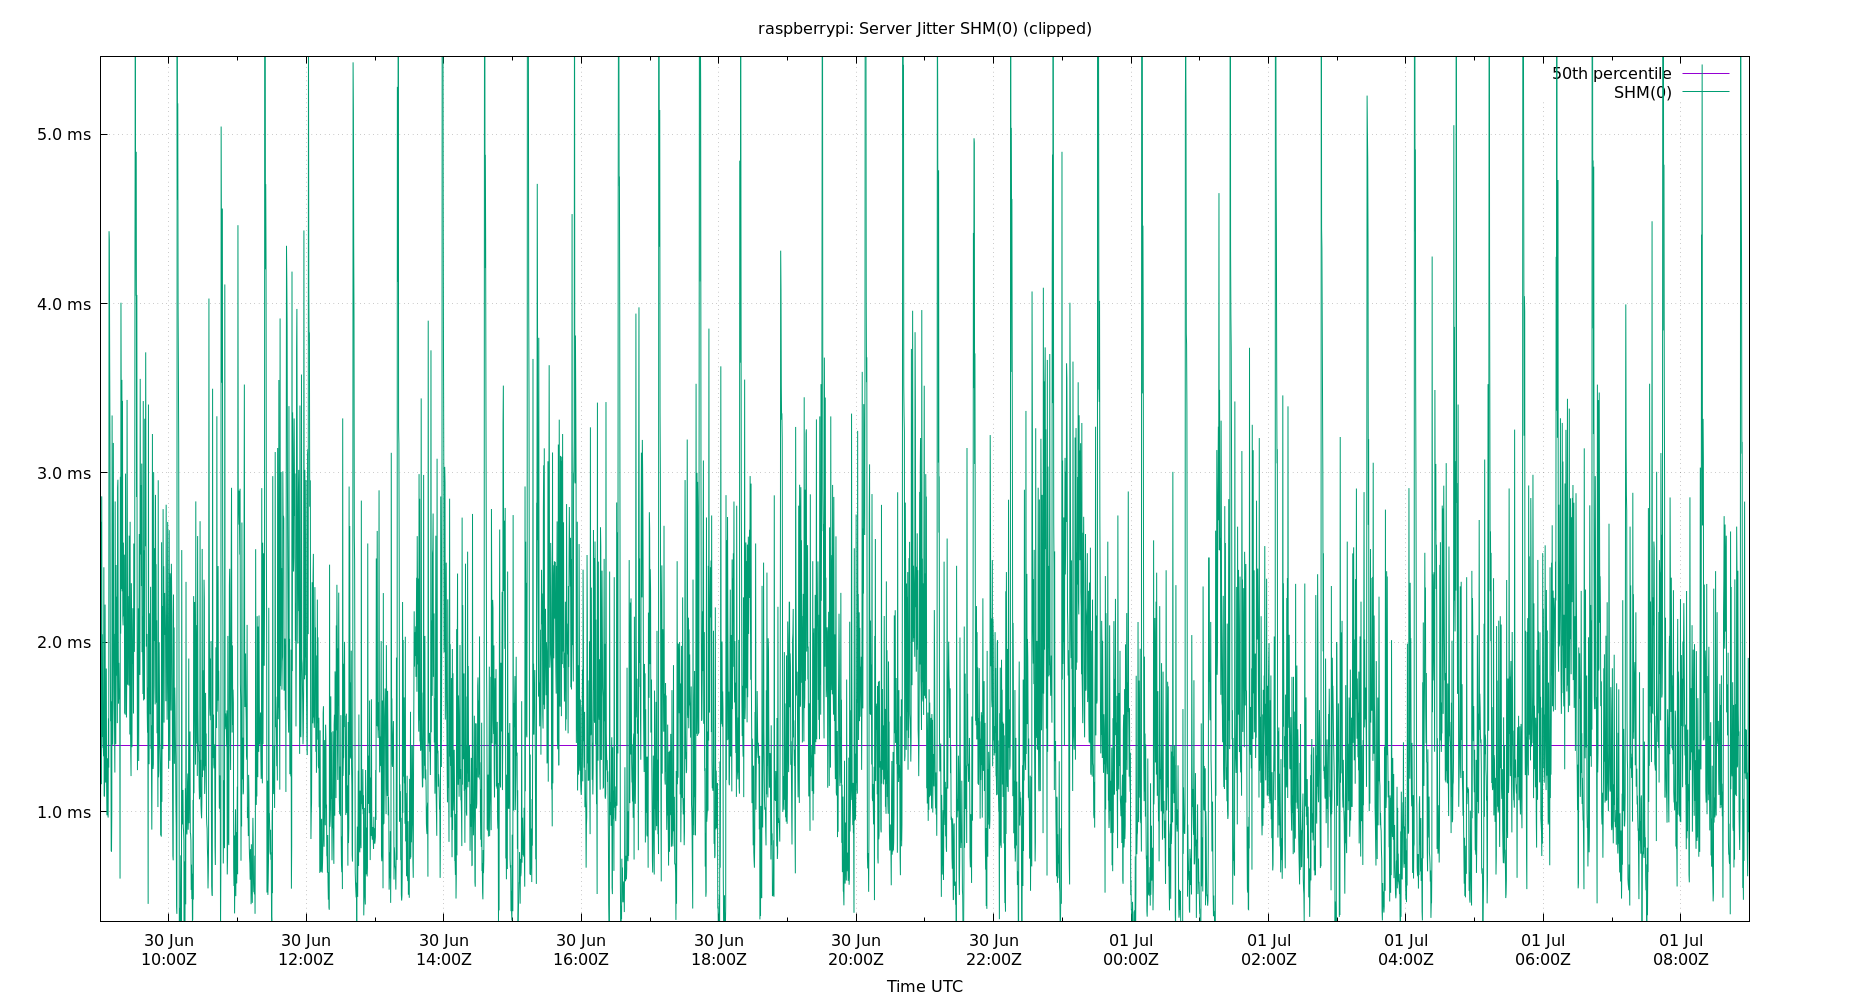 raspberrypi: Server Jitter SHM(0) (clipped)
50th percentile
SHM(0)
5.0 ms
4.0 ms
3.0 ms
2.0 ms
1.0 ms
30 Jun 30 Jun 30 Jun 30 Jun 30 Jun 30 Jun 30 Jun 01 Jul 01 Jul 01 Jul 01 Jul 01 Jul
10:00Z 12:00Z 14:00Z 16:00Z 18:00Z 20:00Z 22:00Z 00:00Z 02:00Z 04:00Z 06:00Z 08:00Z
Time UTC